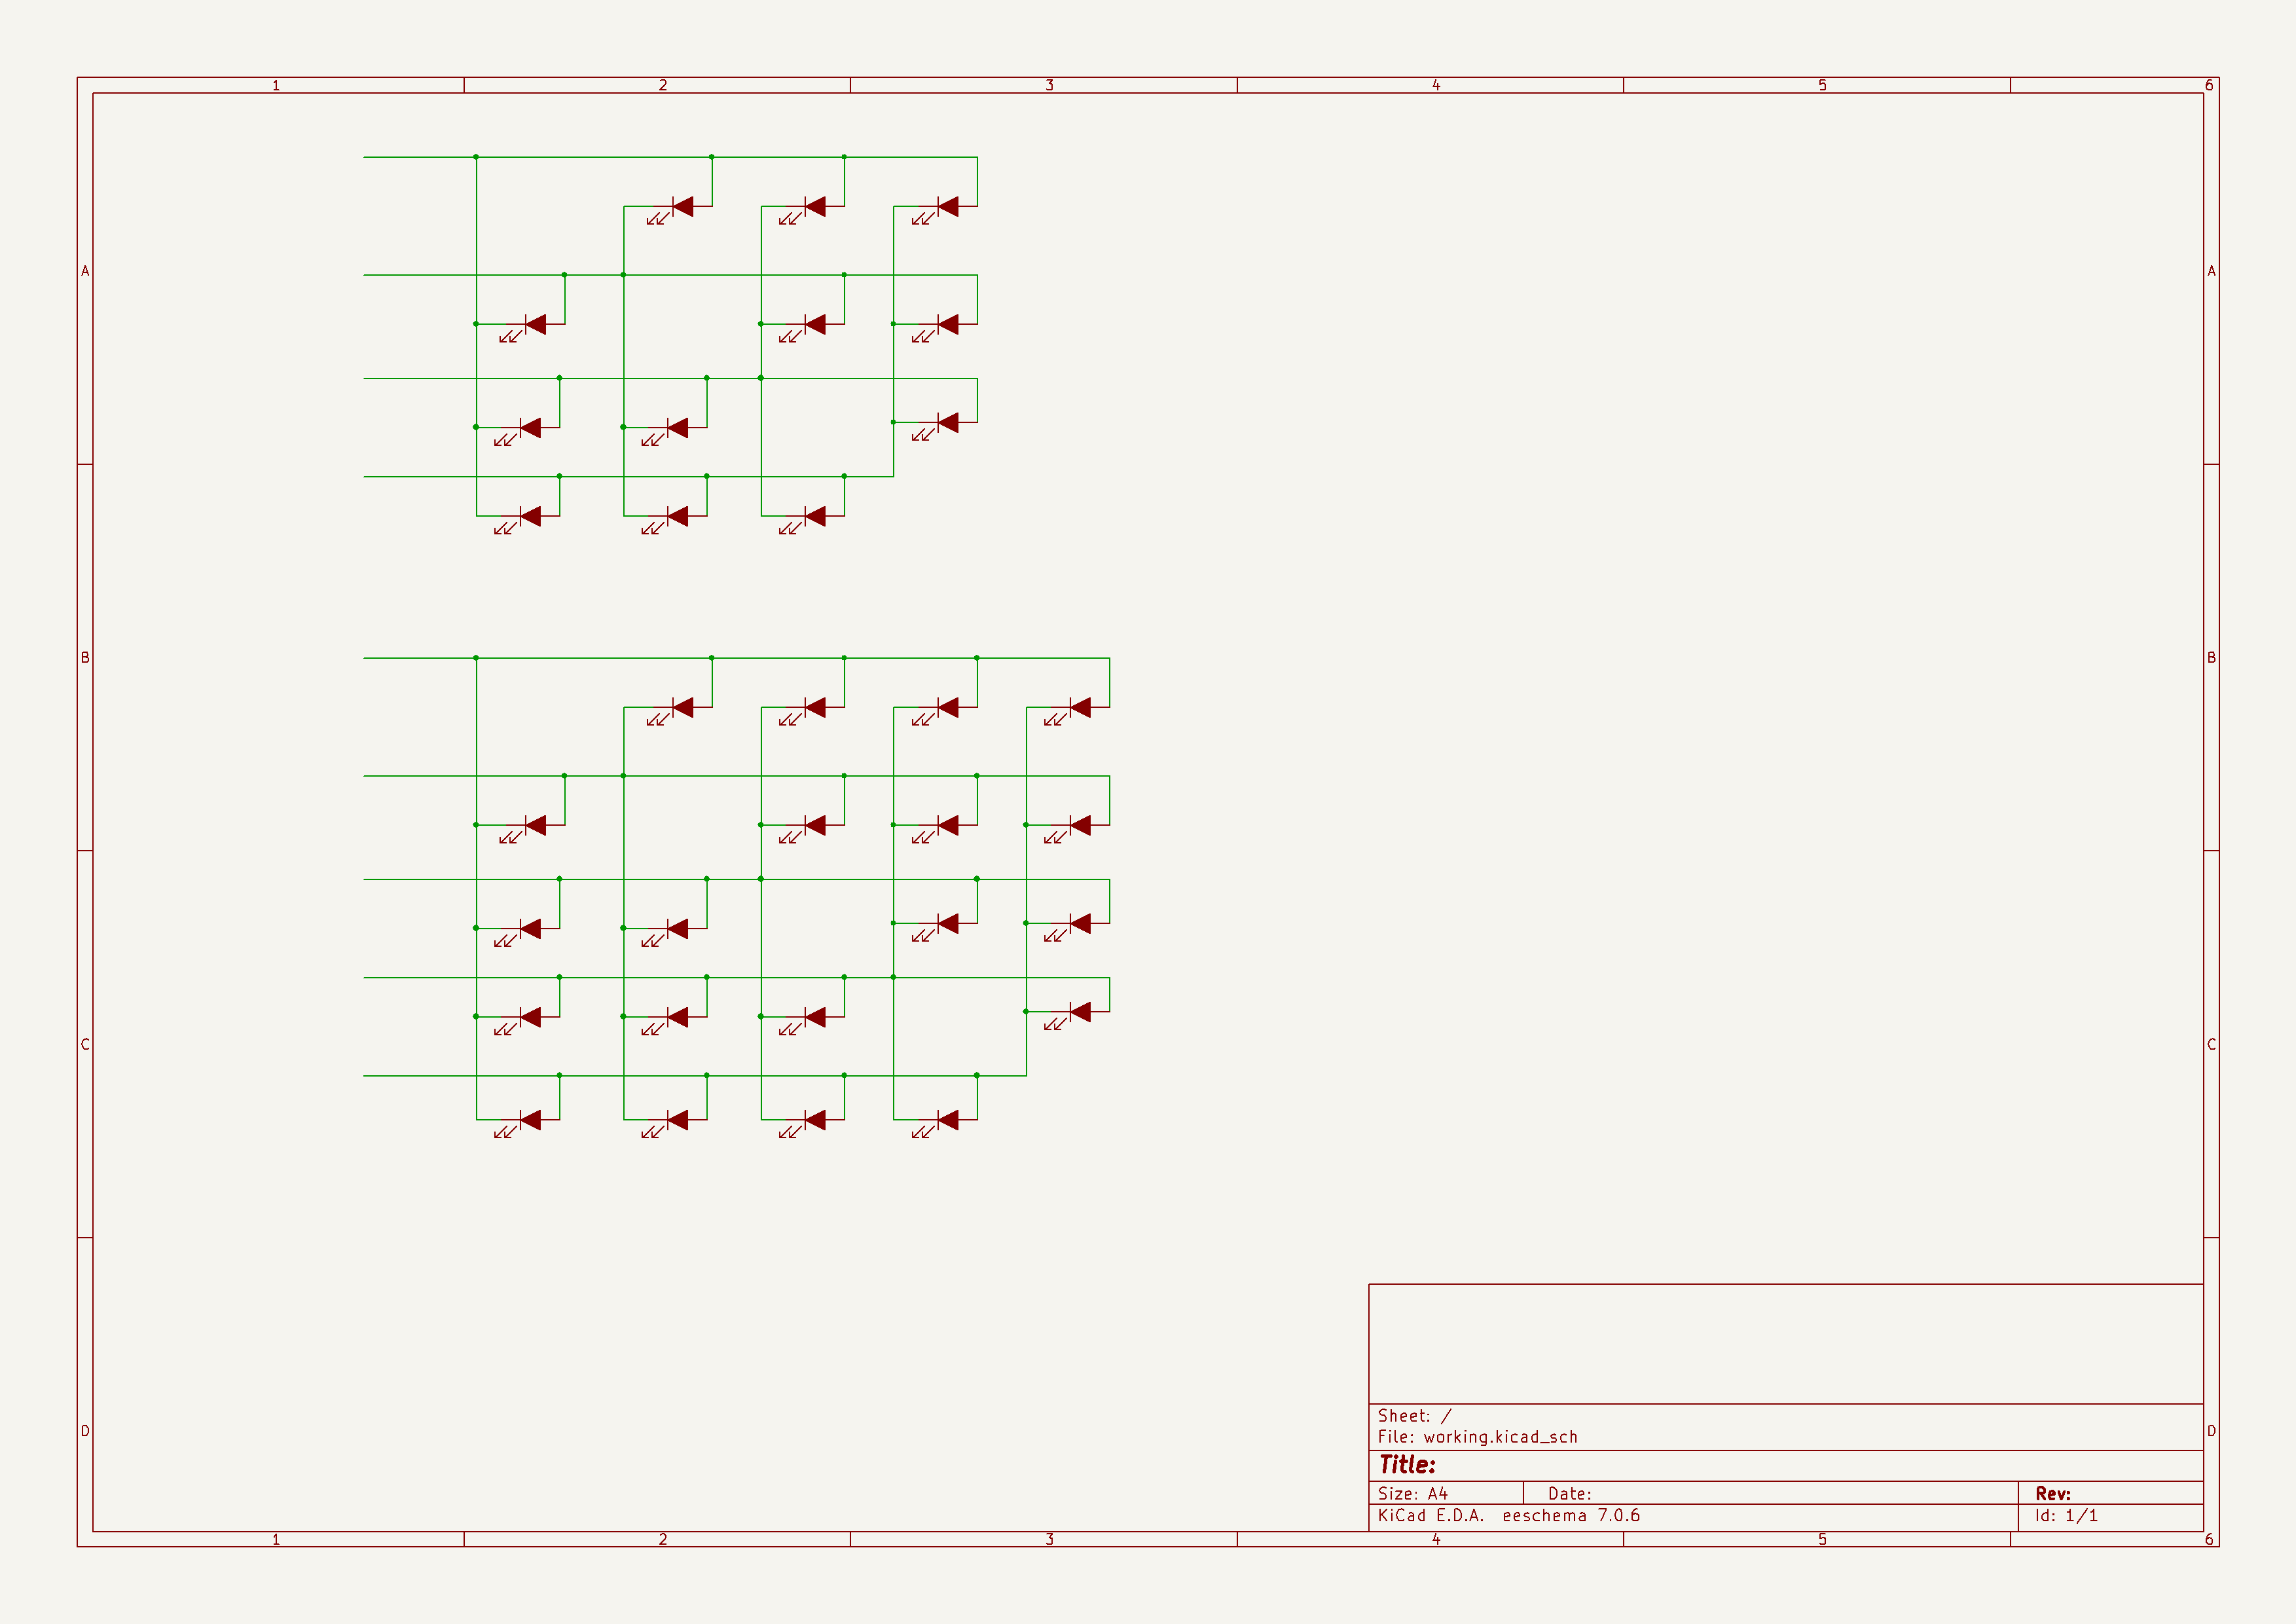 1 2 3 4 5 6
A A
B B
C C
D D
Sheet: /
File: working.kicad_sch
Title:
Size: A4 Date: Rev:
KiCad E.D.A. eeschema 7.0.6 Id: 1/1
1 2 3 4 5 6